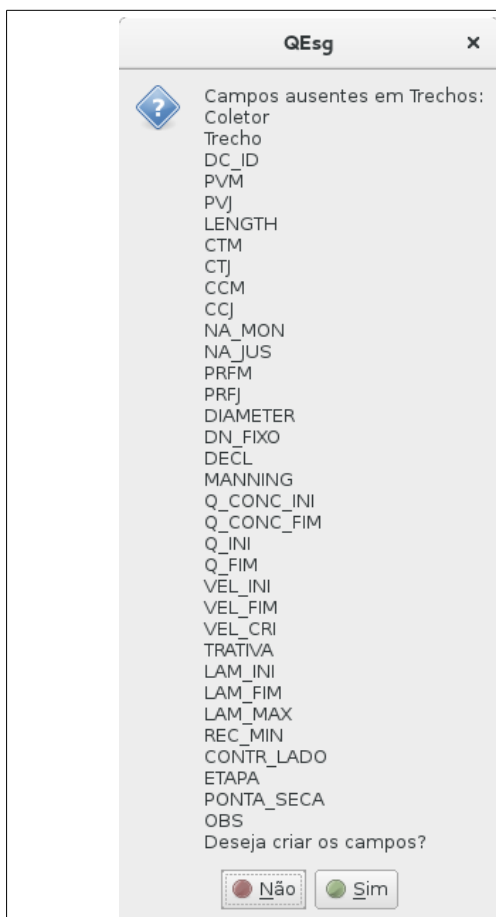 QEsg
Campos ausentes em Trechos:
Coletor
Trecho
DC_ID
PVM
PVJ
LENGTH
CTM
CTJ
CCM
CCJ
NA_MON
NA_JUS
PRFM
PRFJ
DIAMETER
DN_FIXO
DECL
MANNING
Q_CONC_INI
Q_CONC_FIM
Q_INI
Q_FIM
VEL_INI
VEL_FIM
VEL_CRI
TRATIVA
LAM_INI
LAM_FIM
LAM_MAX
REC_MIN
CONTR_LADO
ETAPA
PONTA_SECA
OBS
Deseja criar os campos?
Não Sim